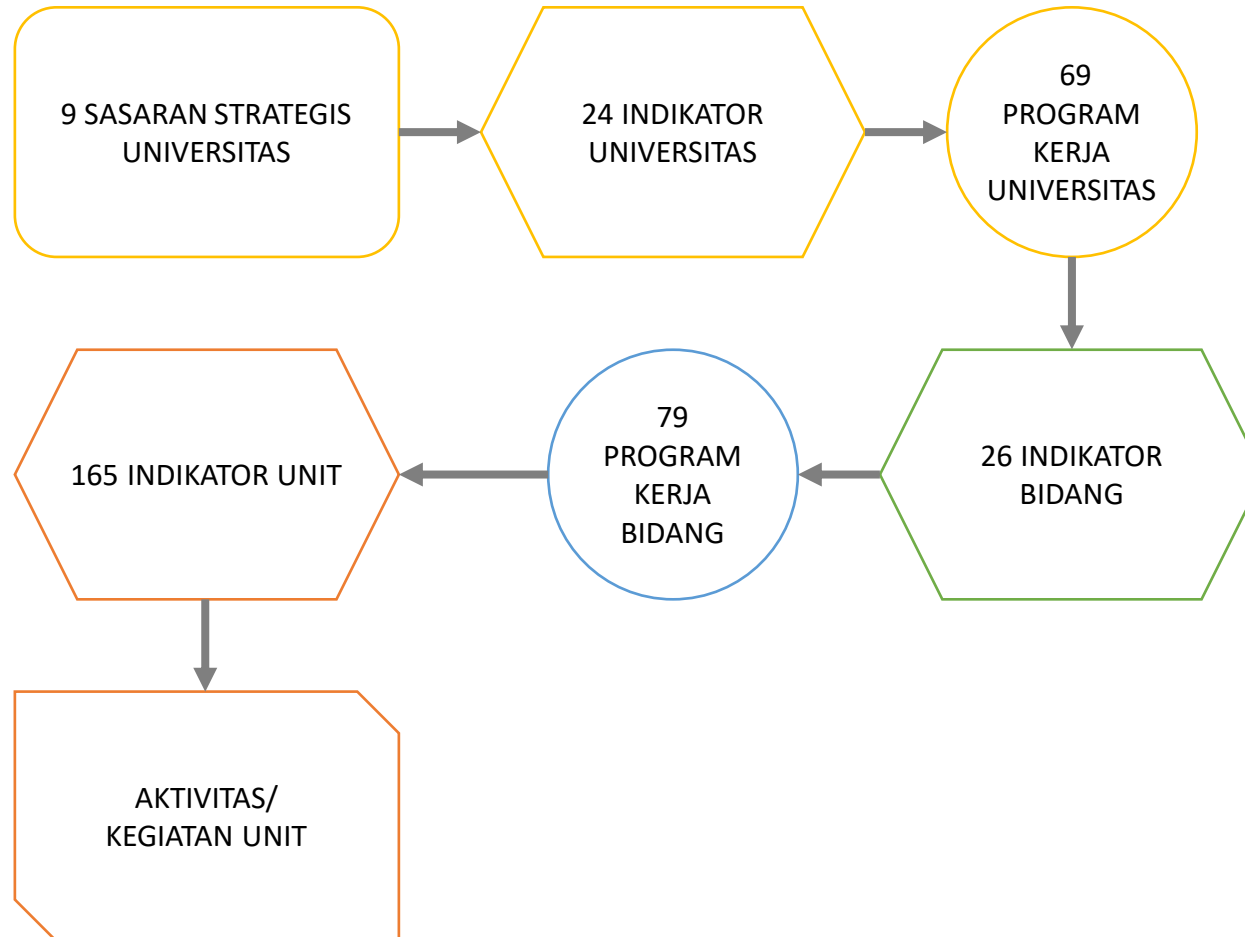 9 SASARAN STRATEGIS
UNIVERSITAS
24 INDIKATOR
UNIVERSITAS
69
PROGRAM
KERJA
UNIVERSITAS
165 INDIKATOR UNIT
79
PROGRAM
KERJA
BIDANG
26 INDIKATOR
BIDANG
AKTIVITAS/
KEGIATAN UNIT